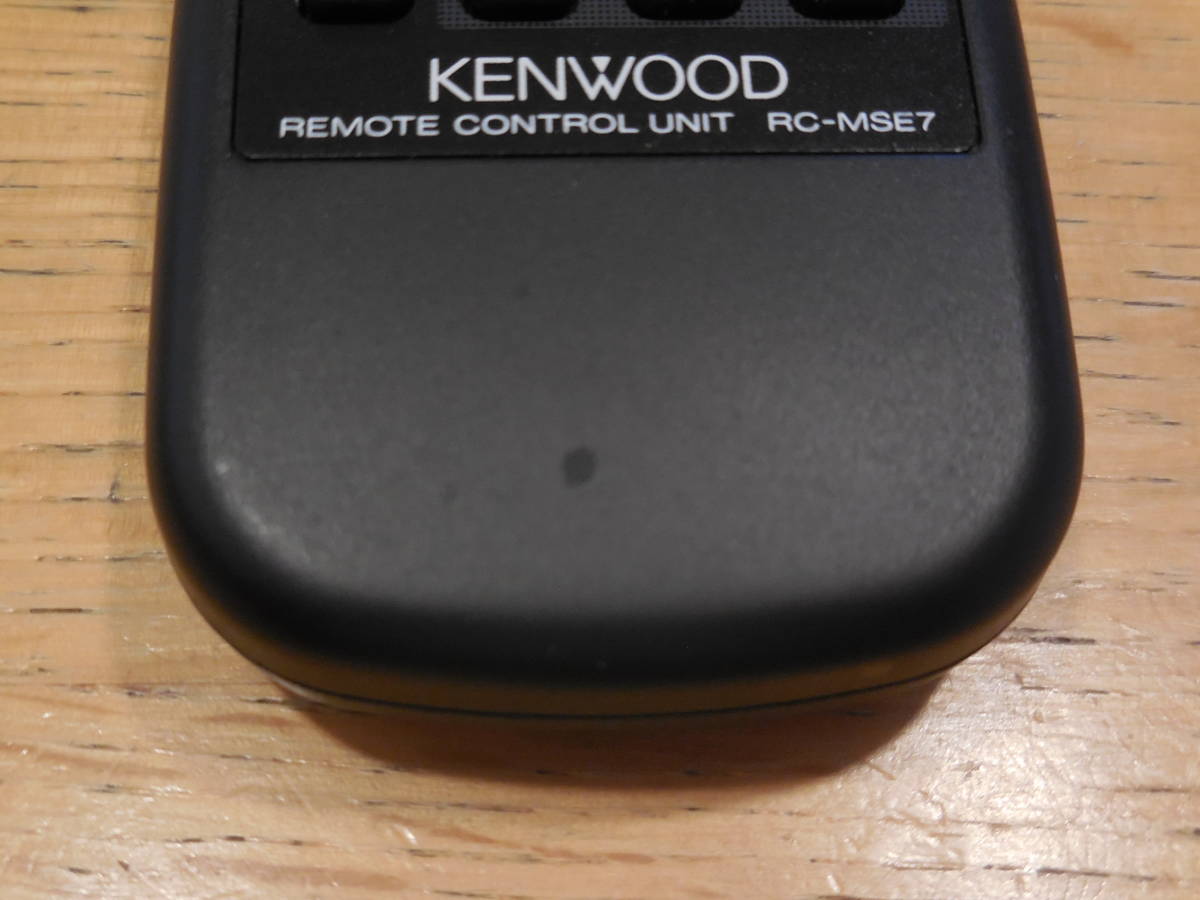 KENWOOD
REMOTE CONTROL UNIT RC-MSE7